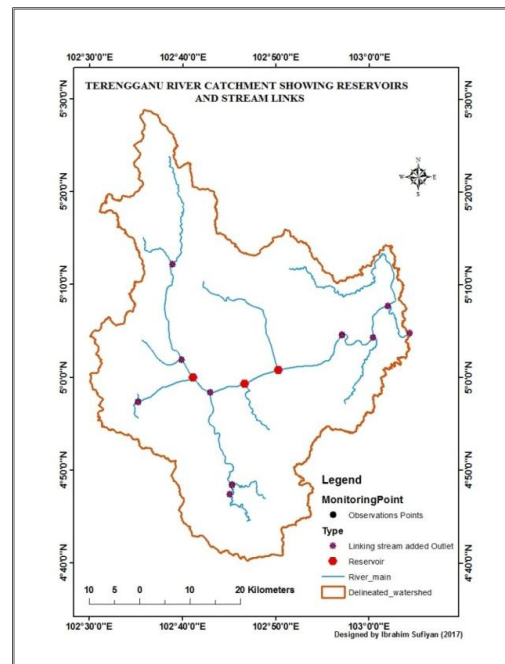 102°30'0"E 102°40'0"E 102°50'0"E 103°0'0"E
TERENGGANU RIVER CATCHMENT SHOWING RESERVOIRS
AND STREAM LINKS
5°30'0"N 5°30'0"N
N
W E
S
5°20'0"N 5°20'0"N
5°10'0"N 5°10'0"N
5°0'0"N 5°0'0"N
4°50'0"N 4°50'0"N
4°40'0"N 4°40'0"N
Legend
MonitoringPoint
Observations Points
Type
Linking stream added Outlet
Reservoir
River_main
Delineated_watershed
10 5 0 10 20 Kilometers
102°30'0"E 102°40'0"E 102°50'0"E 103°0'0"E
Designed by Ibrahim Sufiyan (2017)